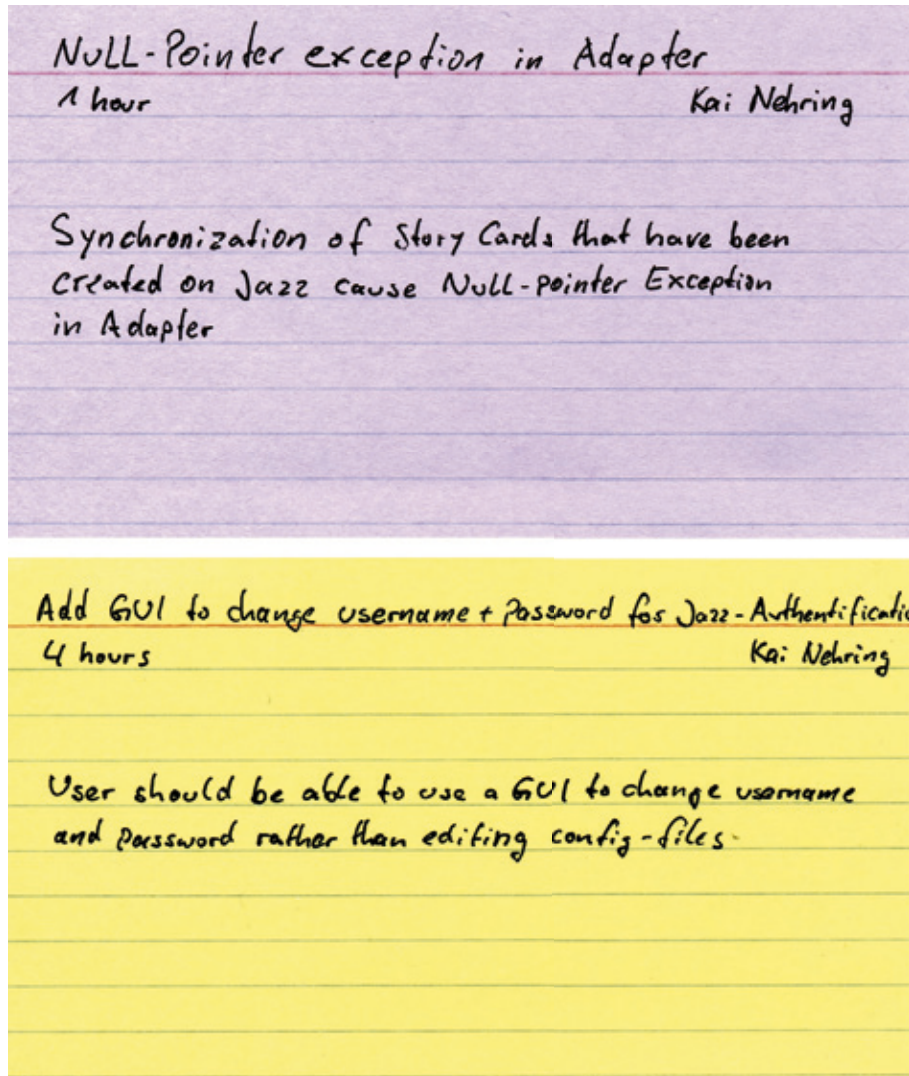 Null-Pointer exception in Adapter
1 hour Kai Nehring
Synchronization of Story Cards that have been
created on Jazz cause Null-pointer Exception
in Adapter
Add GUI to change username + Password for Jazz-Authentificatio
4 hours Kai Nehring
User should be able to use a GUI to change username
and Password rather than editing config-files.